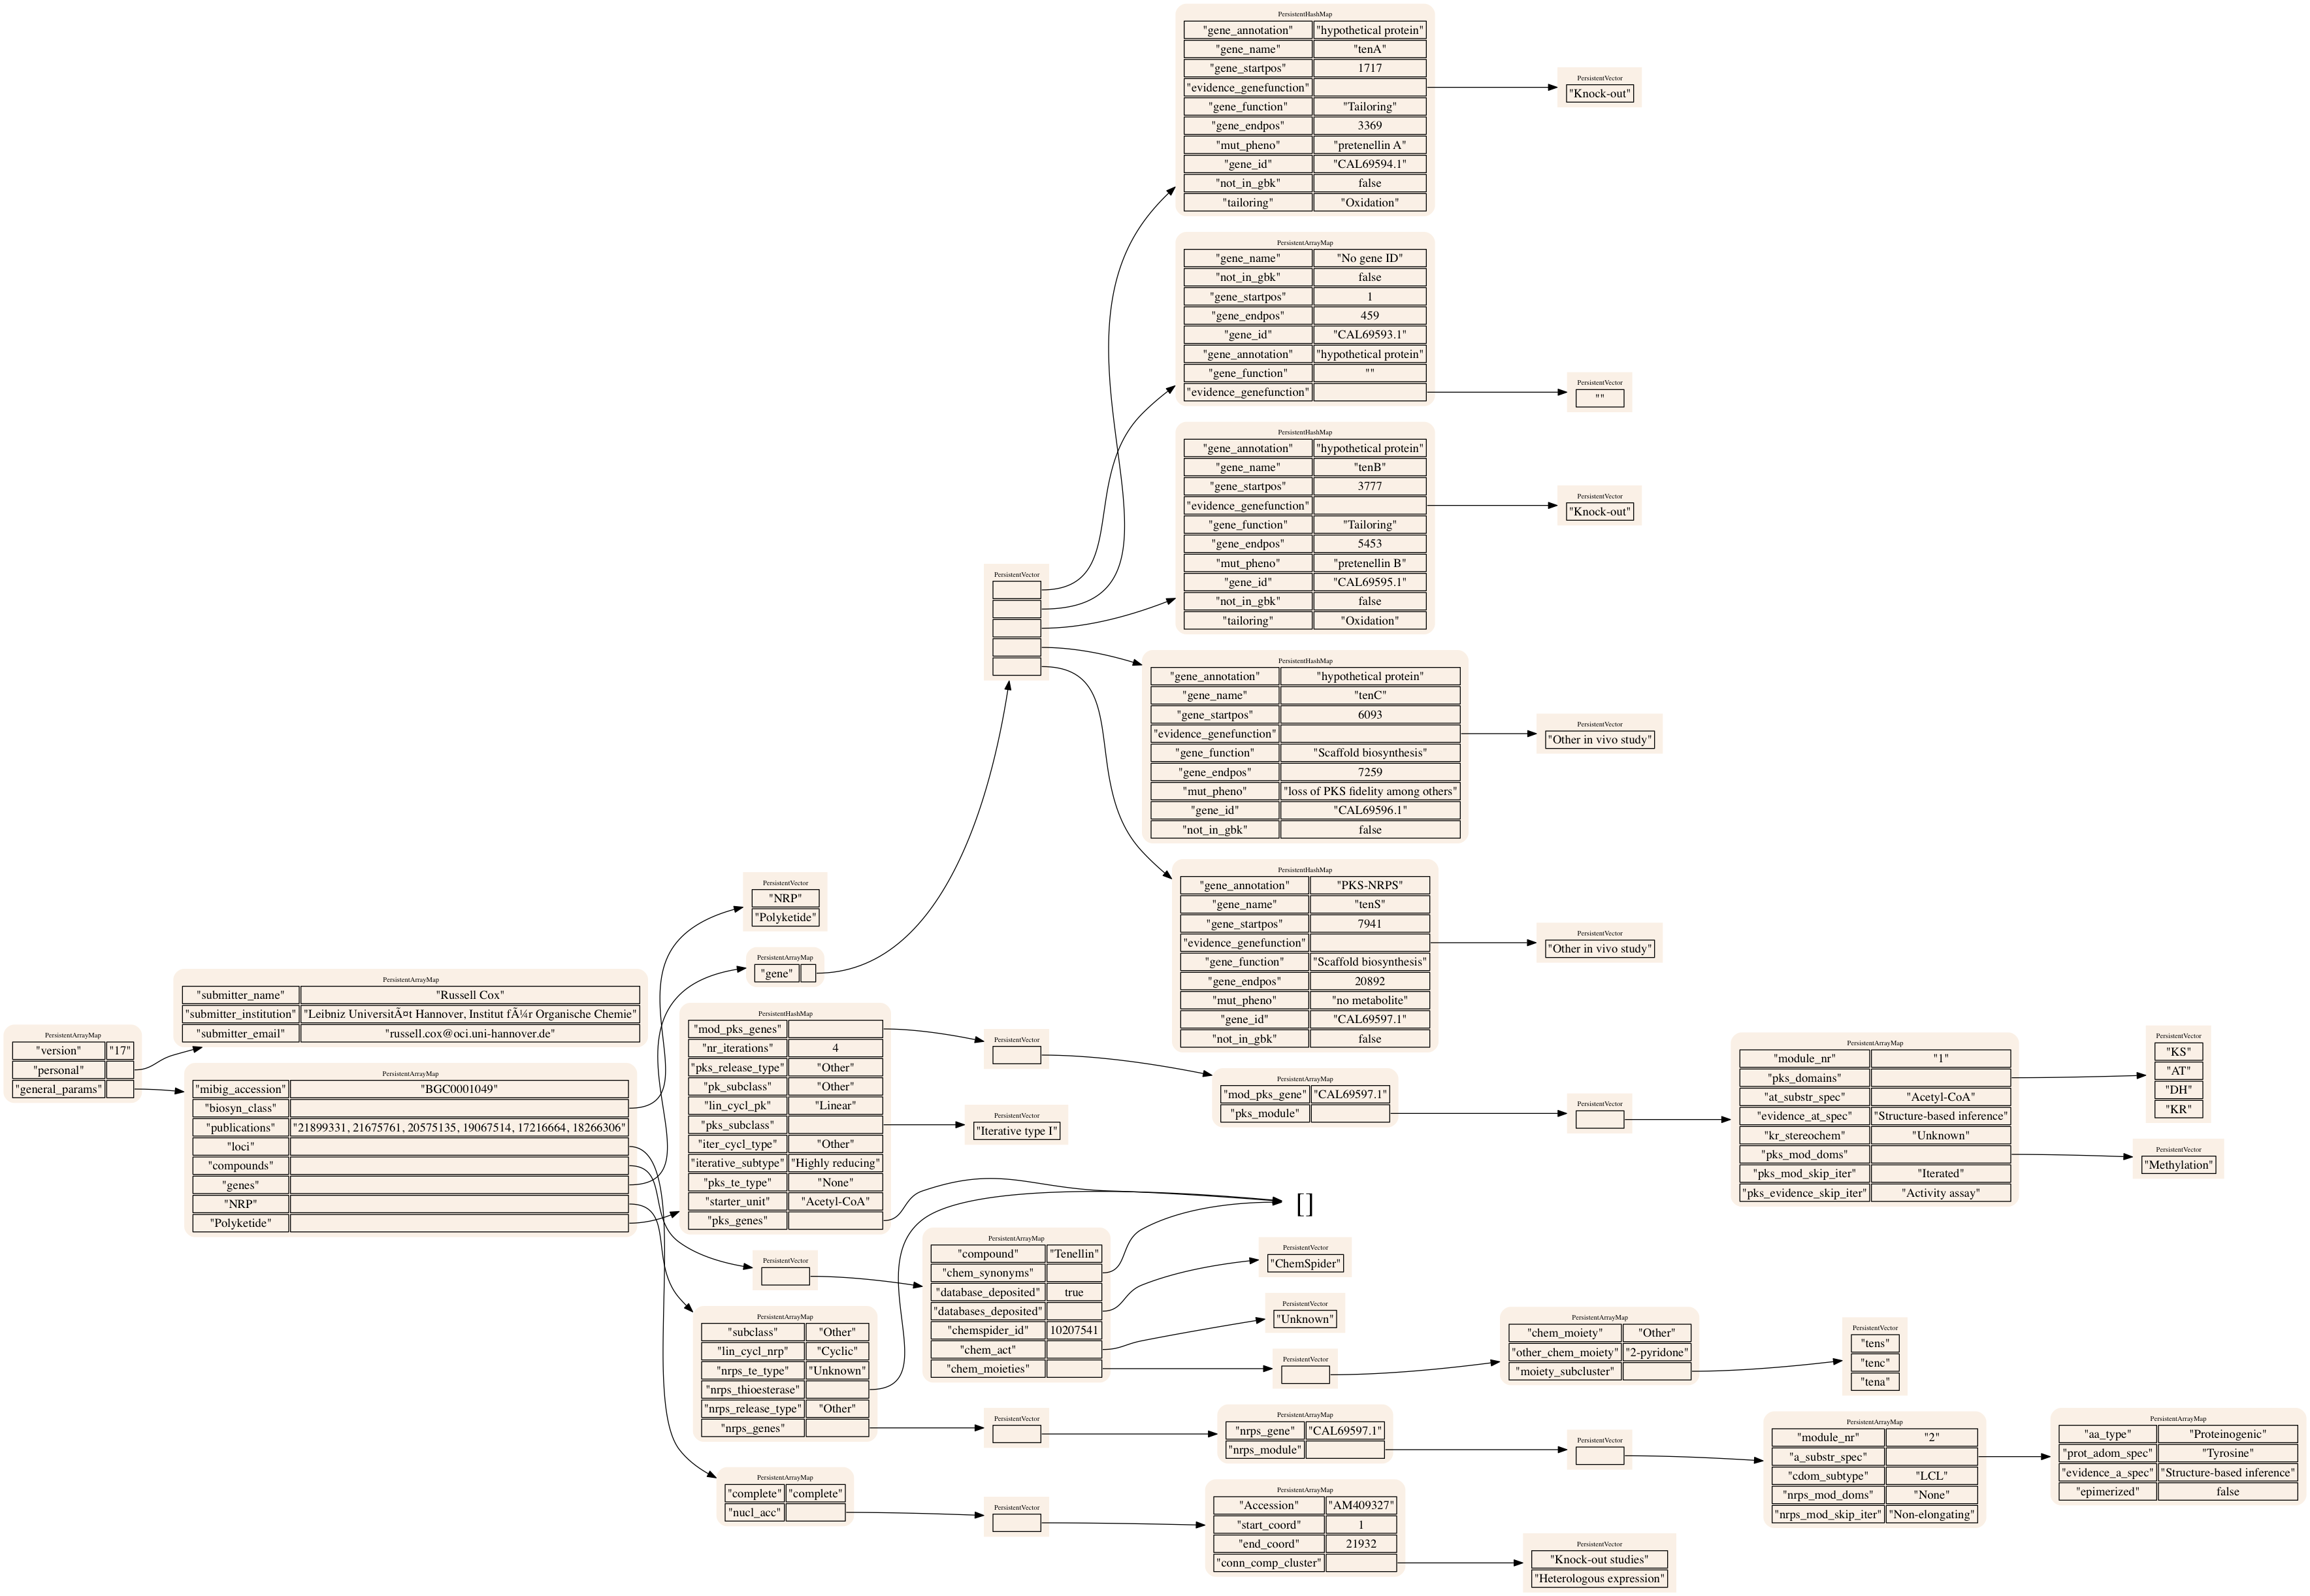 PersistentArrayMap
"version" "17"
"personal"
"general_params"
PersistentArrayMap
"submitter_name" "Russell Cox"
"submitter_institution" "Leibniz Universität Hannover, Institut für Organische Chemie"
"submitter_email" "russell.cox@oci.uni-hannover.de"
PersistentArrayMap
"mibig_accession" "BGC0001049"
"biosyn_class"
"publications" "21899331, 21675761, 20575135, 19067514, 17216664, 18266306"
"loci"
"compounds"
"genes"
"NRP"
"Polyketide"
PersistentVector
"NRP"
"Polyketide"
PersistentArrayMap
"gene"
PersistentHashMap
"mod_pks_genes"
"nr_iterations" 4
"pks_release_type" "Other"
"pk_subclass" "Other"
"lin_cycl_pk" "Linear"
"pks_subclass"
"iter_cycl_type" "Other"
"iterative_subtype" "Highly reducing"
"pks_te_type" "None"
"starter_unit" "Acetyl-CoA"
"pks_genes"
PersistentVector
PersistentArrayMap
"subclass" "Other"
"lin_cycl_nrp" "Cyclic"
"nrps_te_type" "Unknown"
"nrps_thioesterase"
"nrps_release_type" "Other"
"nrps_genes"
PersistentArrayMap
"complete" "complete"
"nucl_acc"
PersistentVector
PersistentVector
PersistentVector
"Iterative type I"
PersistentArrayMap
"compound" "Tenellin"
"chem_synonyms"
"database_deposited" true
"databases_deposited"
"chemspider_id" 10207541
"chem_act"
"chem_moieties"
PersistentVector
PersistentVector
PersistentHashMap
"gene_annotation" "hypothetical protein"
"gene_name" "tenA"
"gene_startpos" 1717
"evidence_genefunction"
"gene_function" "Tailoring"
"gene_endpos" 3369
"mut_pheno" "pretenellin A"
"gene_id" "CAL69594.1"
"not_in_gbk" false
"tailoring" "Oxidation"
PersistentArrayMap
"gene_name" "No gene ID"
"not_in_gbk" false
"gene_startpos" 1
"gene_endpos" 459
"gene_id" "CAL69593.1"
"gene_annotation" "hypothetical protein"
"gene_function" ""
"evidence_genefunction"
PersistentHashMap
"gene_annotation" "hypothetical protein"
"gene_name" "tenB"
"gene_startpos" 3777
"evidence_genefunction"
"gene_function" "Tailoring"
"gene_endpos" 5453
"mut_pheno" "pretenellin B"
"gene_id" "CAL69595.1"
"not_in_gbk" false
"tailoring" "Oxidation"
PersistentHashMap
"gene_annotation" "hypothetical protein"
"gene_name" "tenC"
"gene_startpos" 6093
"evidence_genefunction"
"gene_function" "Scaffold biosynthesis"
"gene_endpos" 7259
"mut_pheno" "loss of PKS fidelity among others"
"gene_id" "CAL69596.1"
"not_in_gbk" false
PersistentHashMap
"gene_annotation" "PKS-NRPS"
"gene_name" "tenS"
"gene_startpos" 7941
"evidence_genefunction"
"gene_function" "Scaffold biosynthesis"
"gene_endpos" 20892
"mut_pheno" "no metabolite"
"gene_id" "CAL69597.1"
"not_in_gbk" false
PersistentArrayMap
"mod_pks_gene" "CAL69597.1"
"pks_module"
[]
PersistentVector
"ChemSpider"
PersistentVector
"Unknown"
PersistentVector
PersistentArrayMap
"nrps_gene" "CAL69597.1"
"nrps_module"
PersistentArrayMap
"Accession" "AM409327"
"start_coord" 1
"end_coord" 21932
"conn_comp_cluster"
PersistentVector
"Knock-out"
PersistentVector
""
PersistentVector
"Knock-out"
PersistentVector
"Other in vivo study"
PersistentVector
"Other in vivo study"
PersistentVector
PersistentArrayMap
"chem_moiety" "Other"
"other_chem_moiety" "2-pyridone"
"moiety_subcluster"
PersistentVector
PersistentVector
"Knock-out studies"
"Heterologous expression"
PersistentArrayMap
"module_nr" "1"
"pks_domains"
"at_substr_spec" "Acetyl-CoA"
"evidence_at_spec" "Structure-based inference"
"kr_stereochem" "Unknown"
"pks_mod_doms"
"pks_mod_skip_iter" "Iterated"
"pks_evidence_skip_iter" "Activity assay"
PersistentVector
"tens"
"tenc"
"tena"
PersistentArrayMap
"module_nr" "2"
"a_substr_spec"
"cdom_subtype" "LCL"
"nrps_mod_doms" "None"
"nrps_mod_skip_iter" "Non-elongating"
PersistentVector
"KS"
"AT"
"DH"
"KR"
PersistentVector
"Methylation"
PersistentArrayMap
"aa_type" "Proteinogenic"
"prot_adom_spec" "Tyrosine"
"evidence_a_spec" "Structure-based inference"
"epimerized" false